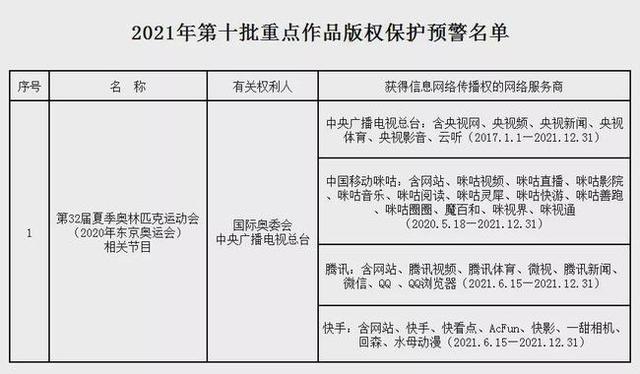 2021年第十批重点作品版权保护预警名单
序号
名 称
有关权利人
获得信息网络传播权的网络服务商
1
第32届夏季奥林匹克运动会
（2020年东京奥运会）
相关节目
国际奥委会
中央广播电视总台
中央广播电视总台：含央视网、央视频、央视新闻、央视
体育、央视影音、云听（2017.1.1—2021.12.31）
中国移动咪咕：含网站、咪咕视频、咪咕直播、咪咕影院
、咪咕音乐、咪咕阅读、咪咕灵犀、咪咕快游、咪咕善跑
、咪咕圈圈、魔百和、咪视界、咪视通
（2020.5.18—2021.12.31）
腾讯：含网站、腾讯视频、腾讯体育、微视、腾讯新闻、
微信、QQ 、QQ浏览器（2021.6.15—2021.12.31）
快手：含网站、快手、快看点、AcFun、快影、一甜相机、
回森、水母动漫（2021.6.15—2021.12.31）